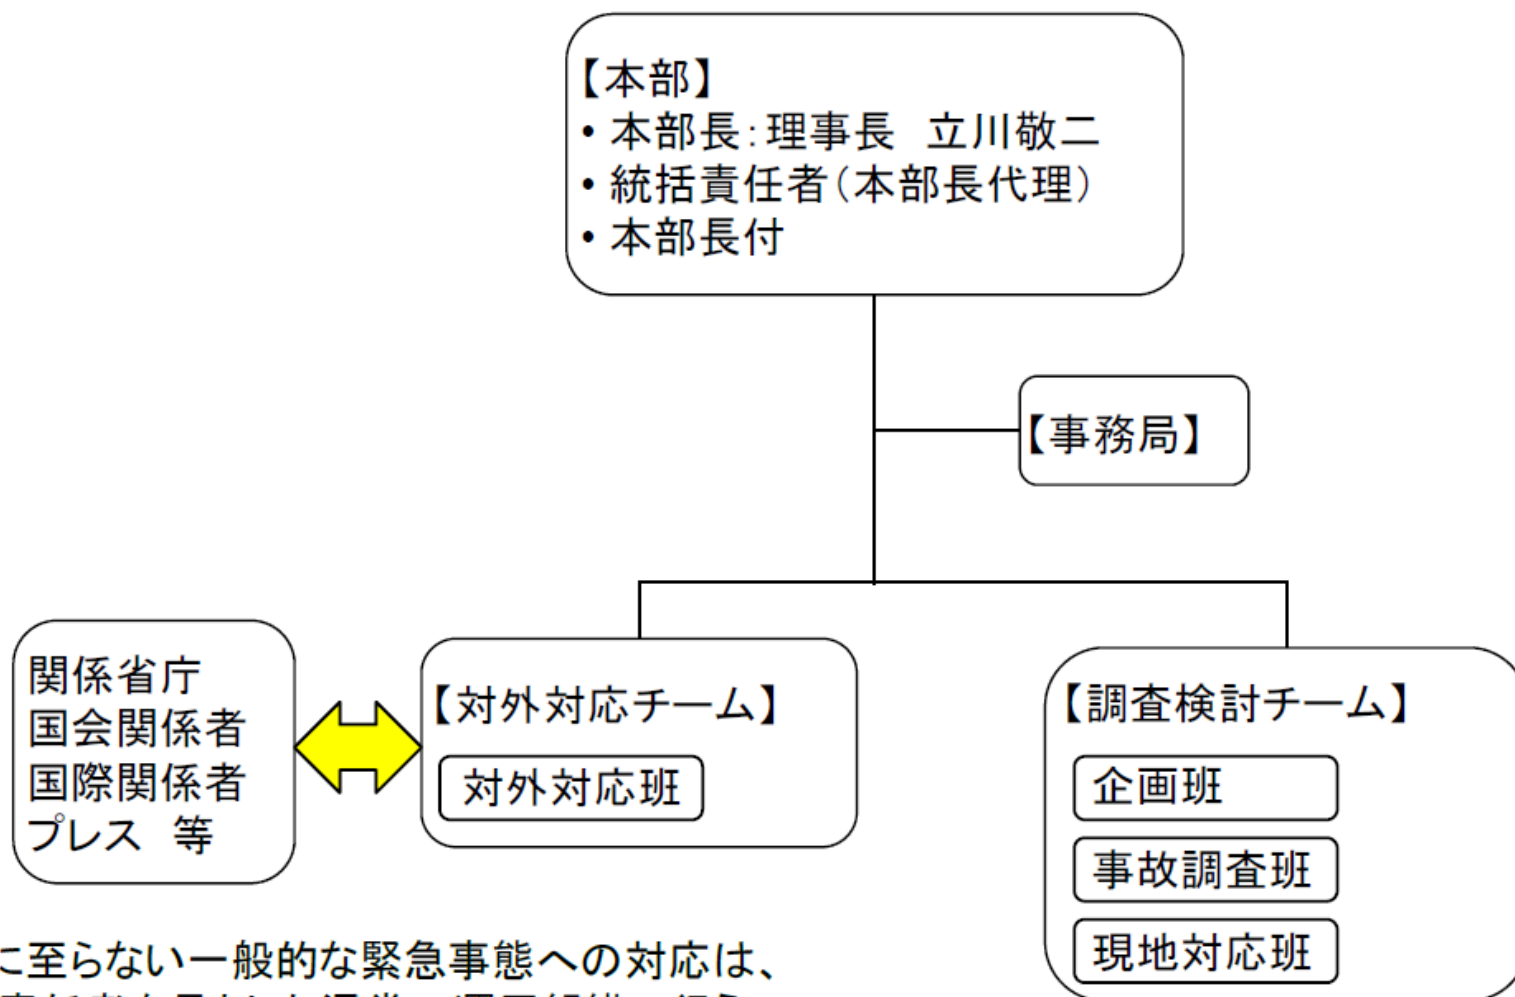 【本部】
• 本部長:理事長　立川敬二
• 統括責任者(本部長代理)
• 本部長付
【事務局】
関係省庁
国会関係者
国際関係者
プレス　等
【対外対応チーム】
対外対応班
【調査検討チーム】
企画班
事故調査班
現地対応班
に至らない一般的な緊急事態への対応は、